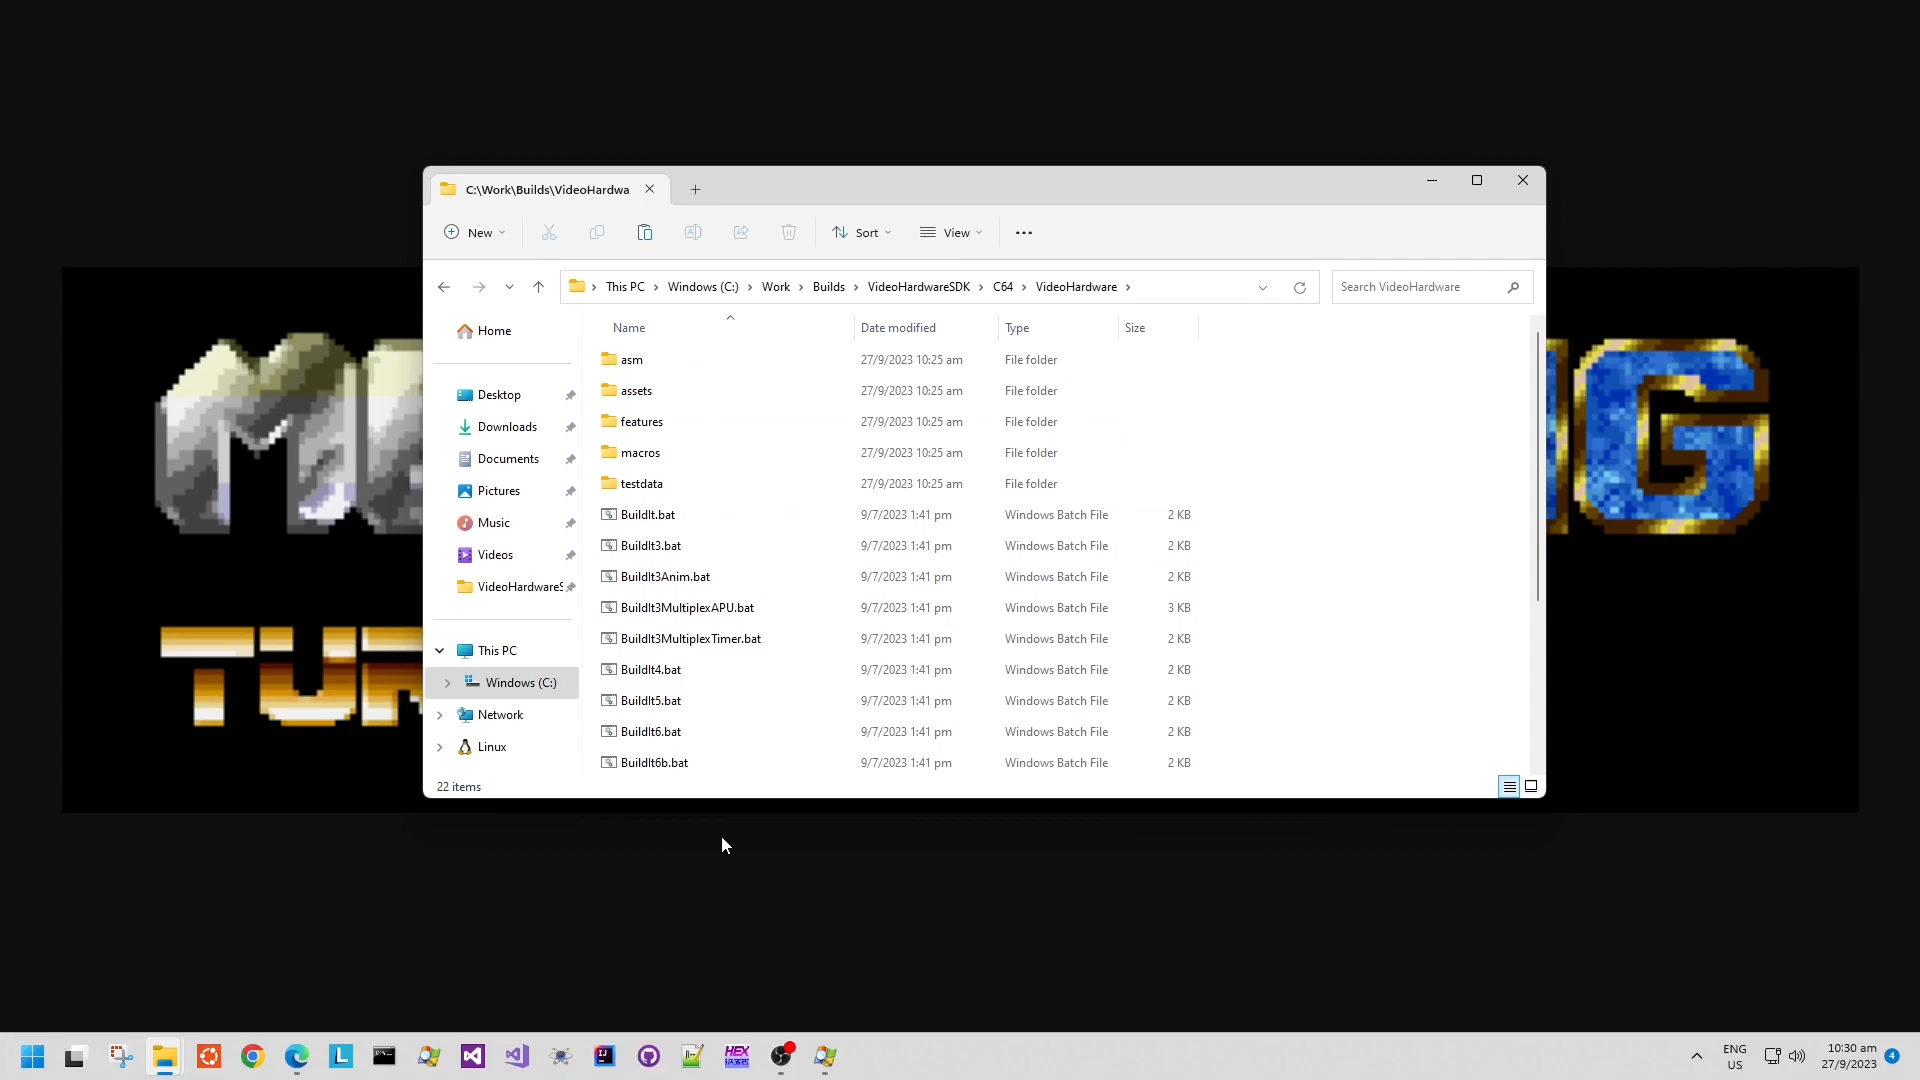 C:\Work\Builds\VideoHardwa
New
Sort
View
This PC
Windows (C:)
Work
Builds
VideoHardwareSDK
C64
VideoHardware
Search VideoHardware
Home
Desktop
Downloads
Documents
Pictures
Music
Videos
VideoHardwareS
This PC
Windows (C:)
Network
Linux
Name Date modified Type Size
asm 27/9/2023 10:25 am File folder
assets 27/9/2023 10:25 am File folder
features 27/9/2023 10:25 am File folder
macros 27/9/2023 10:25 am File folder
testdata 27/9/2023 10:25 am File folder
BuildIt.bat 9/7/2023 1:41 pm Windows Batch File 2 KB
BuildIt3.bat 9/7/2023 1:41 pm Windows Batch File 2 KB
BuildIt3Anim.bat 9/7/2023 1:41 pm Windows Batch File 2 KB
BuildIt3MultiplexAPU.bat 9/7/2023 1:41 pm Windows Batch File 3 KB
BuildIt3MultiplexTimer.bat 9/7/2023 1:41 pm Windows Batch File 2 KB
BuildIt4.bat 9/7/2023 1:41 pm Windows Batch File 2 KB
BuildIt5.bat 9/7/2023 1:41 pm Windows Batch File 2 KB
BuildIt6.bat 9/7/2023 1:41 pm Windows Batch File 2 KB
BuildIt6b.bat 9/7/2023 1:41 pm Windows Batch File 2 KB
22 items
HEX
ENG
US
10:30 am
27/9/2023
4